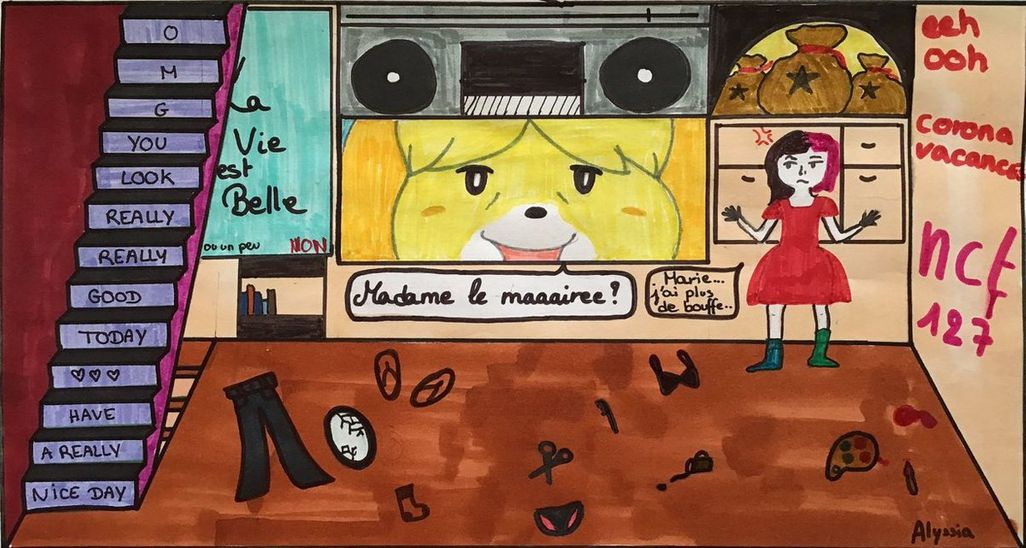 O
M
G
YOU
LOOK
REALLY
REALLY
GOOD
TODAY
♡♡♡
HAVE
A REALLY
NICE DAY
La
Vie
est
Belle
ou un peu NON
Madame le maaairee?
Marie...
j'ai plus
de bouffe..
eeh
ooh
corona
vacances
nct
127
Alyssia